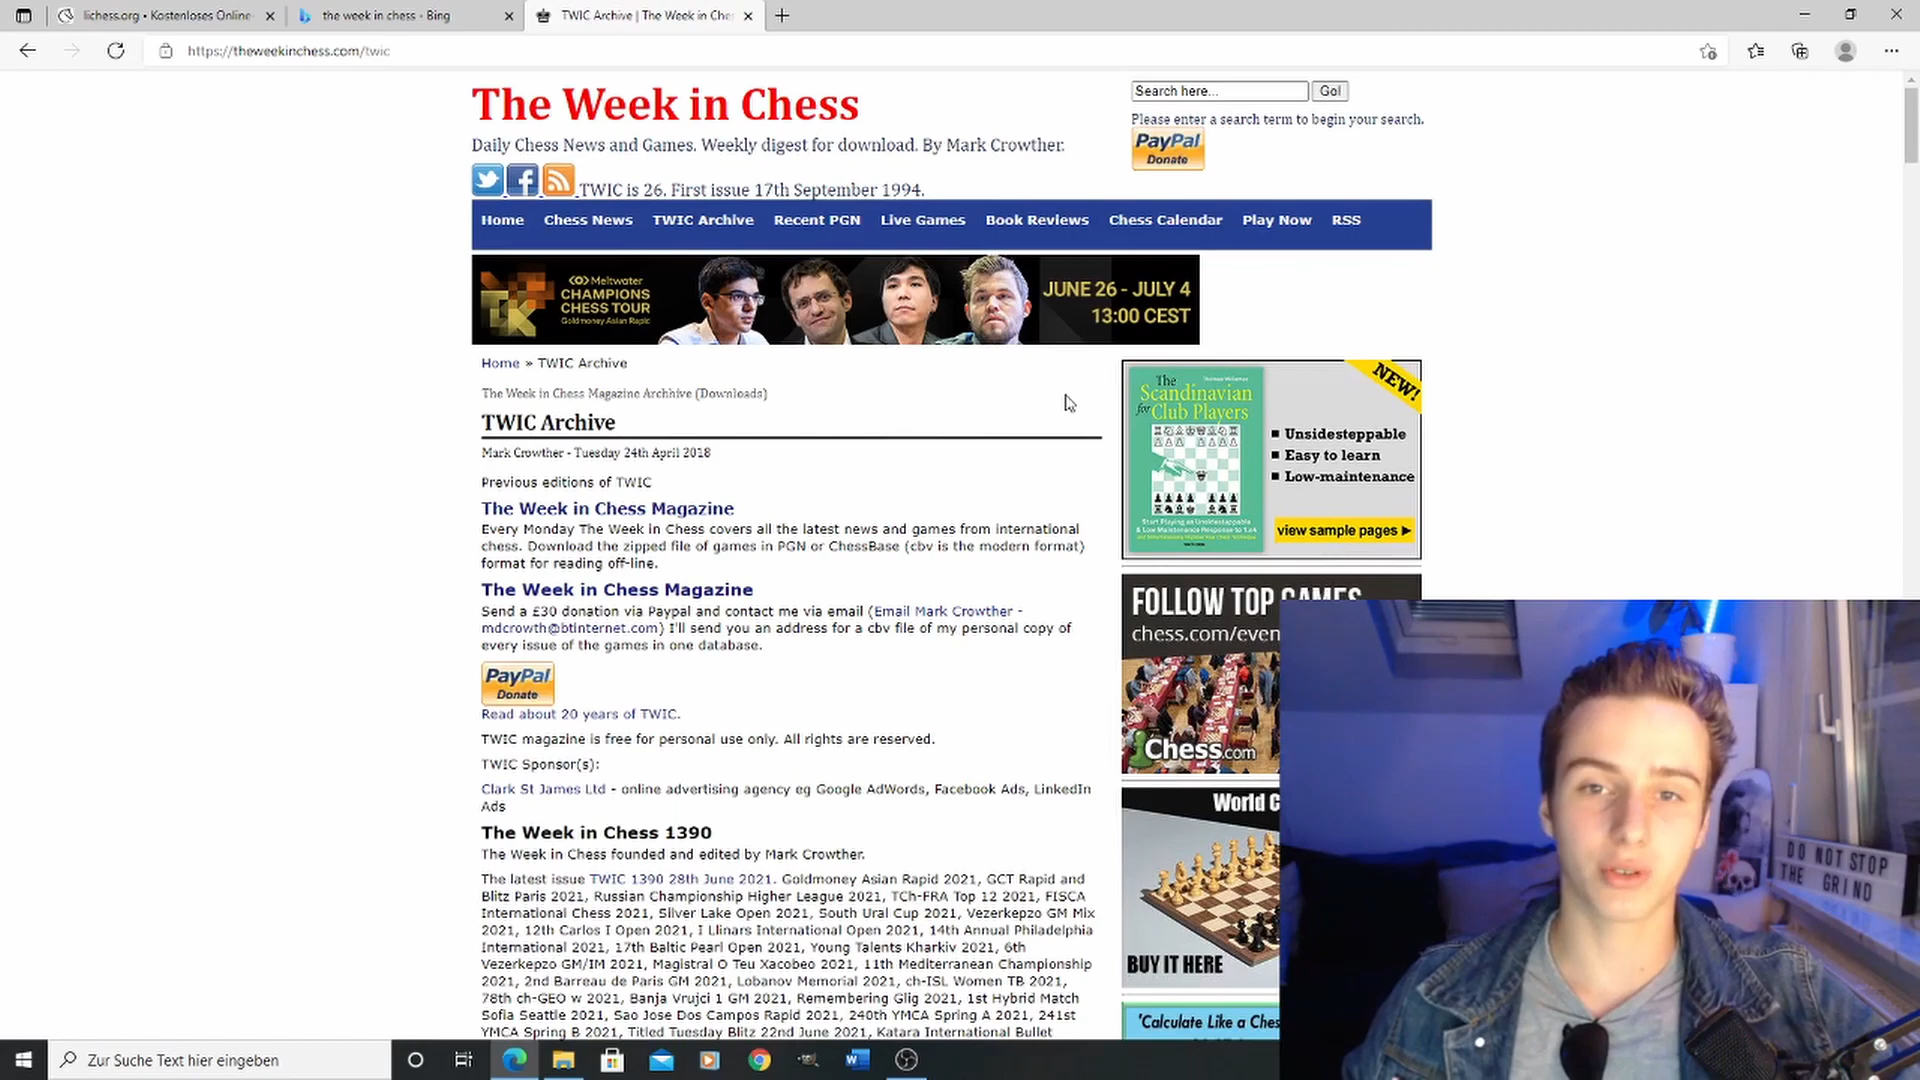 lichess.org • Kostenloses Online-
the week in chess - Bing
TWIC Archive | The Week in Ches
https://theweekinchess.com/twic
The Week in Chess
Search here...
Go!
Please enter a search term to begin your search.
Daily Chess News and Games. Weekly digest for download. By Mark Crowther.
PayPal
Donate
TWIC is 26. First issue 17th September 1994.
Home Chess News TWIC Archive Recent PGN Live Games Book Reviews Chess Calendar Play Now RSS
Meltwater
CHAMPIONS
CHESS TOUR
Goldmoney Asian Rapid
JUNE 26 - JULY 4
13:00 CEST
Home » TWIC Archive
The Week in Chess Magazine Archhive (Downloads)
TWIC Archive
Mark Crowther - Tuesday 24th April 2018
Previous editions of TWIC
The Week in Chess Magazine
Every Monday The Week in Chess covers all the latest news and games from international
chess. Download the zipped file of games in PGN or ChessBase (cbv is the modern format)
format for reading off-line.
The Week in Chess Magazine
Send a £30 donation via Paypal and contact me via email (Email Mark Crowther -
mdcrowth@btinternet.com) I'll send you an address for a cbv file of my personal copy of
every issue of the games in one database.
PayPal
Donate
Read about 20 years of TWIC.
TWIC magazine is free for personal use only. All rights are reserved.
TWIC Sponsor(s):
Clark St James Ltd - online advertising agency eg Google AdWords, Facebook Ads, LinkedIn
Ads
The Week in Chess 1390
The Week in Chess founded and edited by Mark Crowther.
The latest issue TWIC 1390 28th June 2021. Goldmoney Asian Rapid 2021, GCT Rapid and
Blitz Paris 2021, Russian Championship Higher League 2021, TCh-FRA Top 12 2021, FISCA
International Chess 2021, Silver Lake Open 2021, South Ural Cup 2021, Vezerkepzo GM Mix
2021, 12th Carlos I Open 2021, I Llinars International Open 2021, 14th Annual Philadelphia
International 2021, 17th Baltic Pearl Open 2021, Young Talents Kharkiv 2021, 6th
Vezerkepzo GM/IM 2021, Magistral O Teu Xacobeo 2021, 11th Mediterranean Championship
2021, 2nd Barreau de Paris GM 2021, Lobanov Memorial 2021, ch-ISL Women TB 2021,
78th ch-GEO w 2021, Banja Vrujci 1 GM 2021, Remembering Glig 2021, 1st Hybrid Match
Sofia Seattle 2021, Sao Jose Dos Campos Rapid 2021, 240th YMCA Spring A 2021, 241st
YMCA Spring B 2021, Titled Tuesday Blitz 22nd June 2021, Katara International Bullet
The
Scandinavian
for Club Players
NEW!
Unsidesteppable
Easy to learn
Low-maintenance
view sample pages
FOLLOW TOP GAMES
chess.com/even
Chess.com
World C
BUY IT HERE
'Calculate Like a Ches
DO NOT STOP
THE GRIND
Zur Suche Text hier eingeben